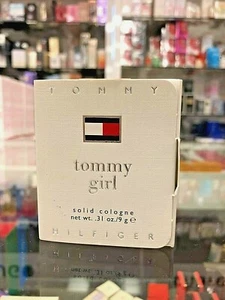 TOMMY
tommy
girl
solid cologne
net wt. .31 oz./9 g e
HILFIGER